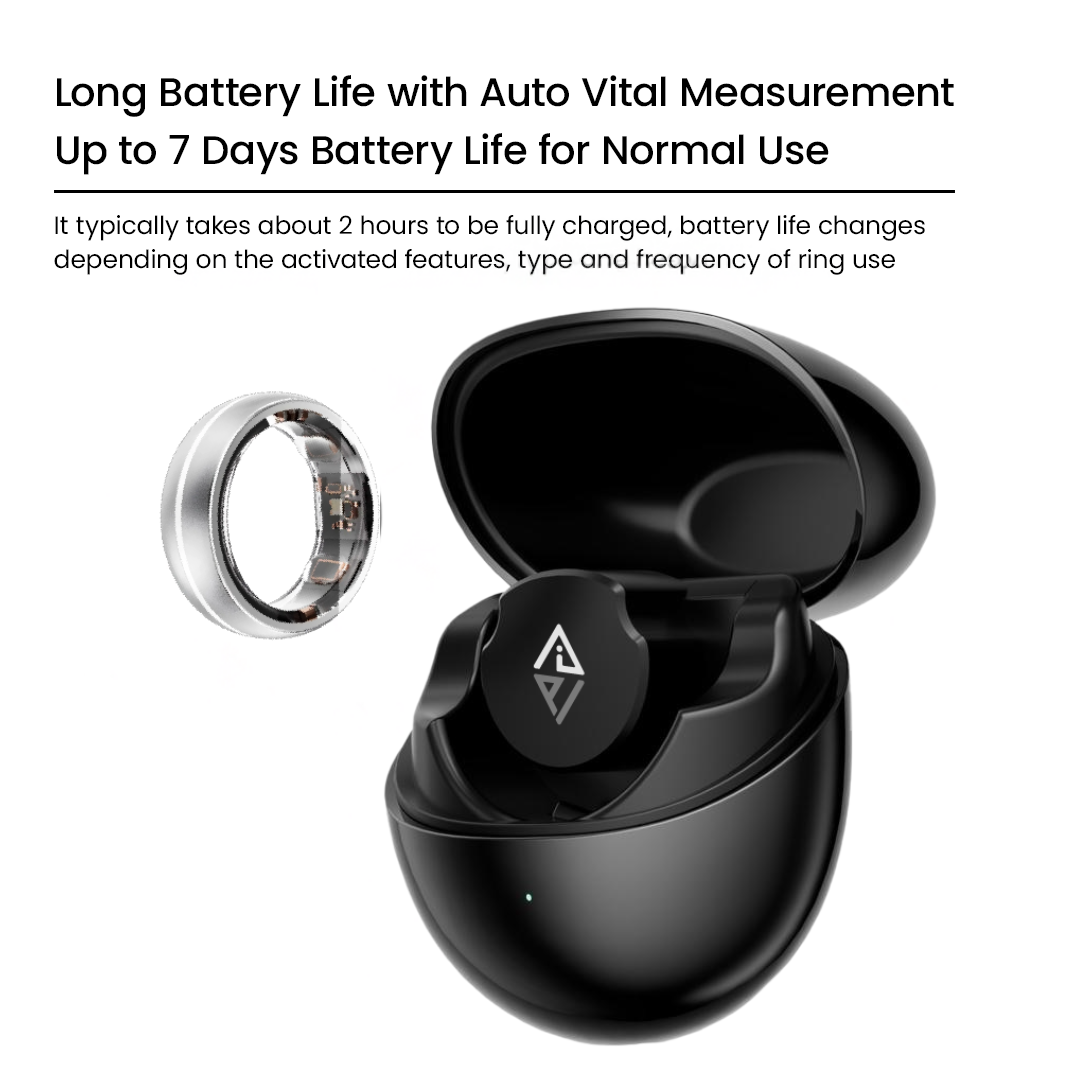 Long Battery Life with Auto Vital Measurement
Up to 7 Days Battery Life for Normal Use
It typically takes about 2 hours to be fully charged, battery life changes
depending on the activated features, type and frequency of ring use